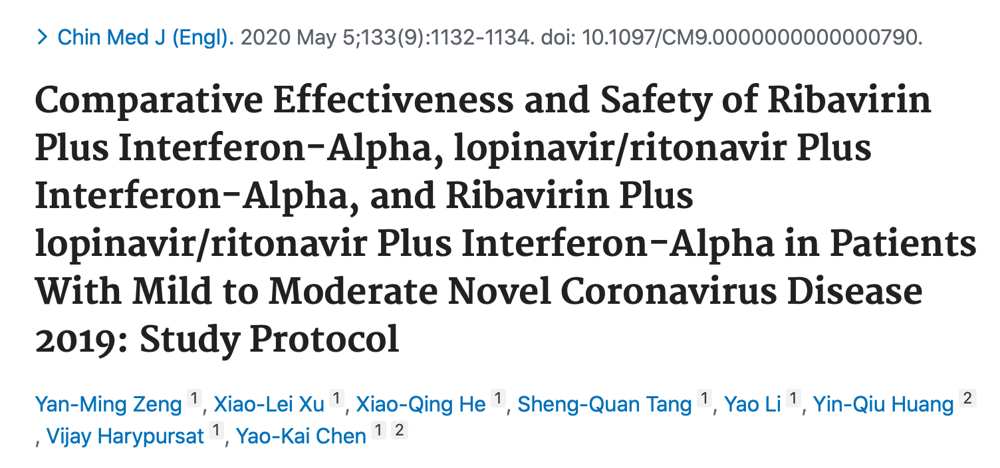 > Chin Med J (Engl). 2020 May 5;133(9):1132-1134. doi: 10.1097/CM9.0000000000000790.
Comparative Effectiveness and Safety of Ribavirin
Plus Interferon-Alpha, lopinavir/ritonavir Plus
Interferon-Alpha, and Ribavirin Plus
lopinavir/ritonavir Plus Interferon-Alpha in Patients
With Mild to Moderate Novel Coronavirus Disease
2019: Study Protocol
Yan-Ming Zeng 1, Xiao-Lei Xu 1, Xiao-Qing He 1, Sheng-Quan Tang 1, Yao Li 1, Yin-Qiu Huang 2
, Vijay Harypursat 1, Yao-Kai Chen 1 2